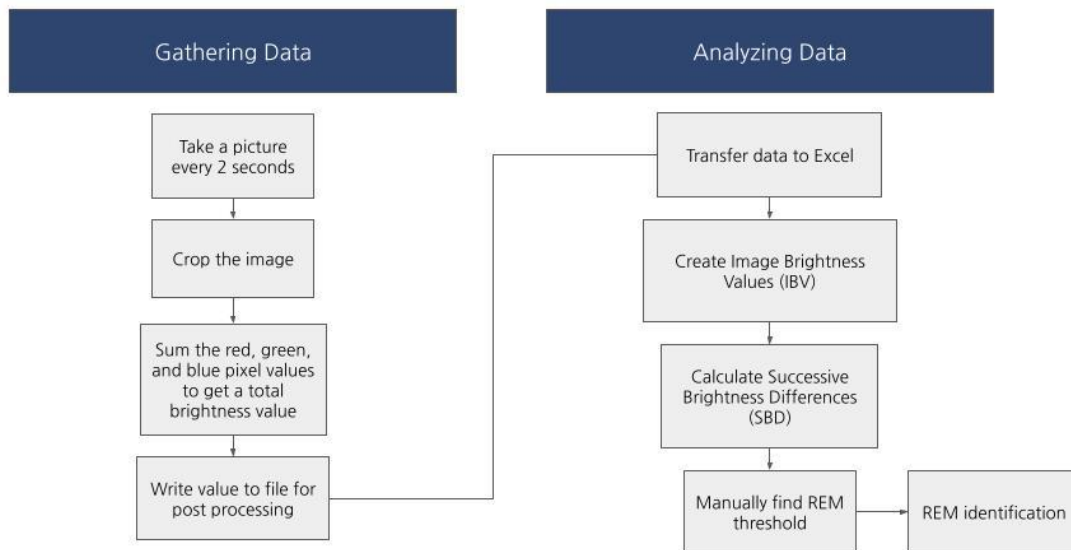 Gathering Data
Take a picture
every 2 seconds
Crop the image
Sum the red, green,
and blue pixel values
to get a total
brightness value
Write value to file for
post processing
Analyzing Data
Transfer data to Excel
Create Image Brightness
Values (IBV)
Calculate Successive
Brightness Differences
(SBD)
Manually find REM
threshold
REM identification